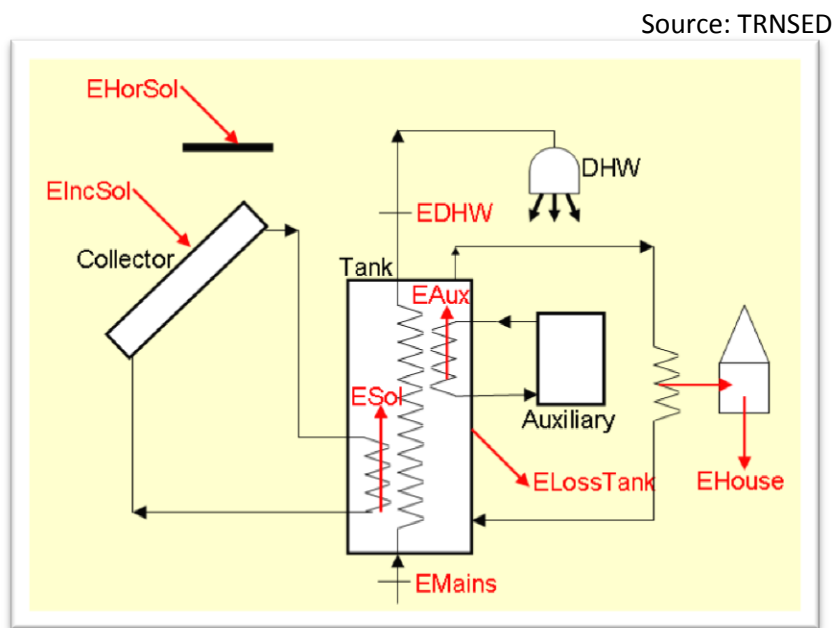 Source: TRNSED
EHorSol
EIncSol
Collector
DHW
EDHW
Tank
EAux
ESol
Auxiliary
ELossTank
EHouse
EMains